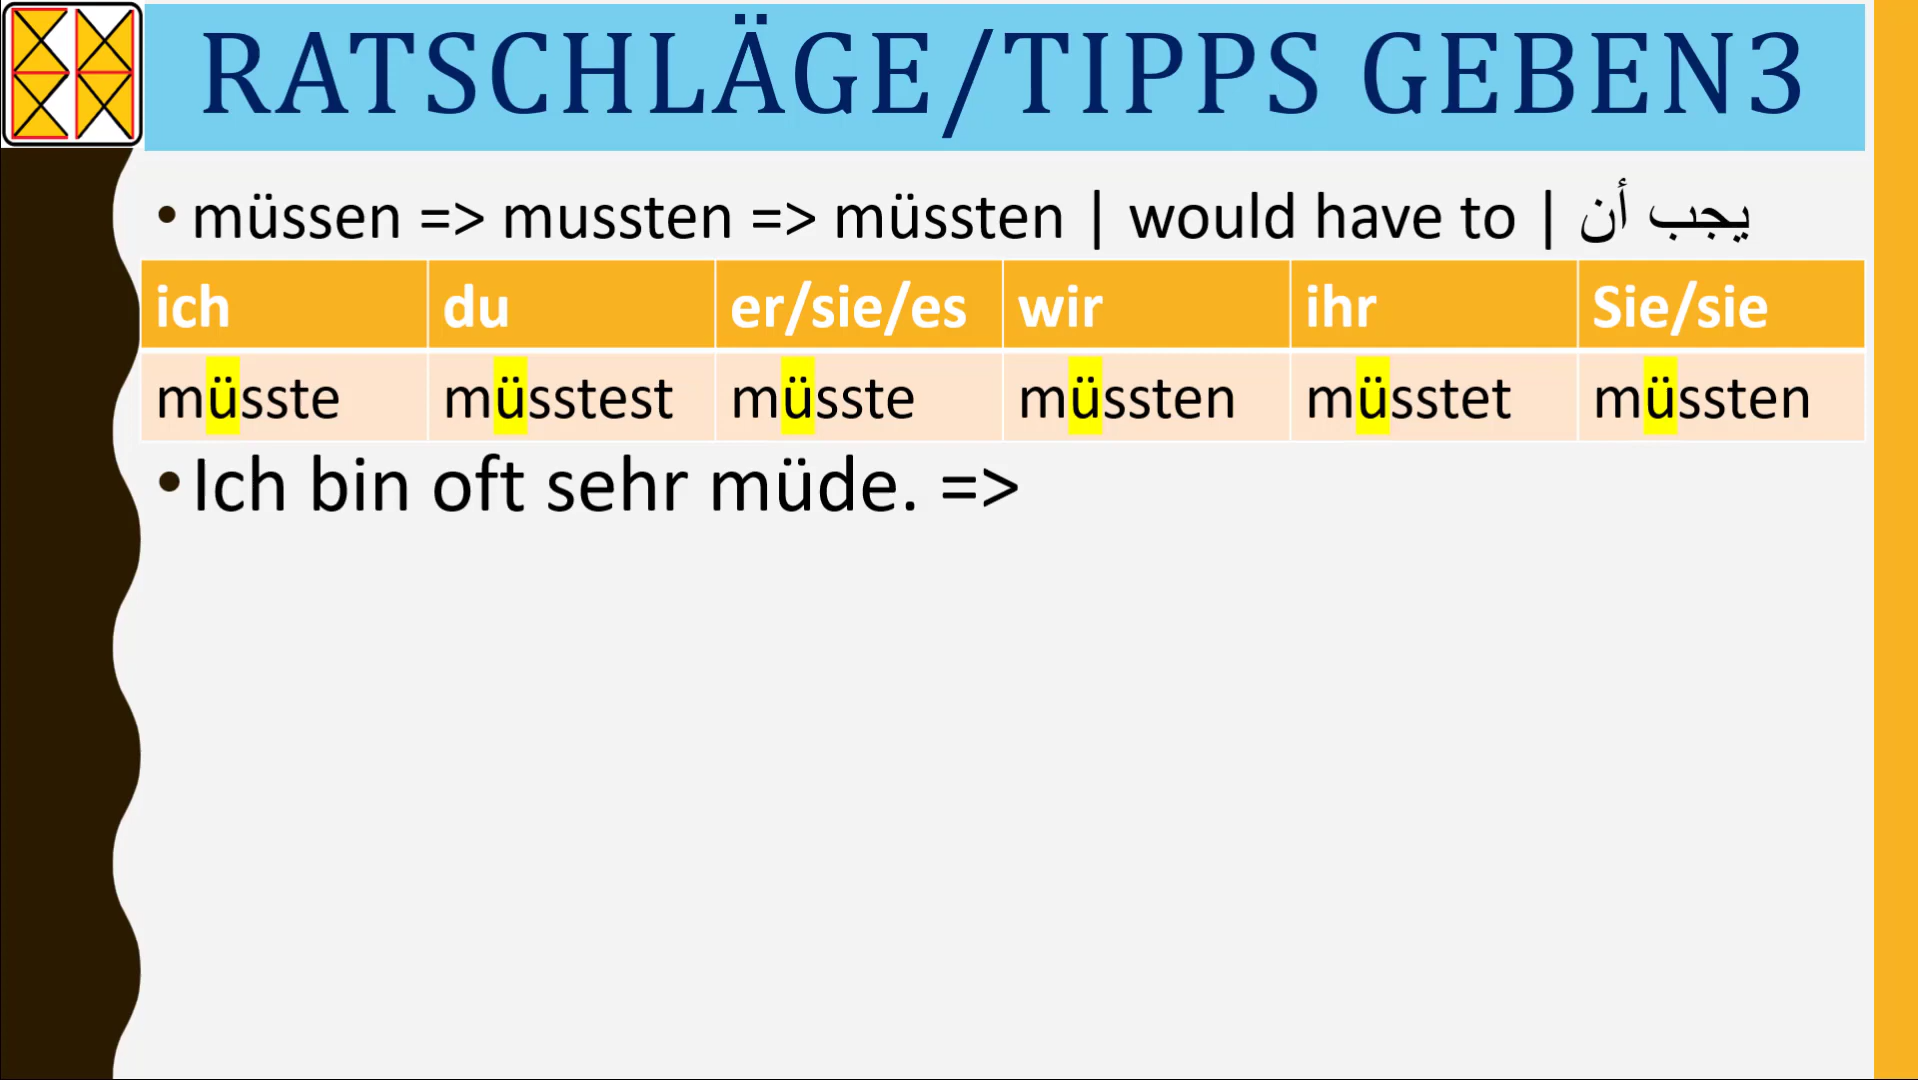 RATSCHLÄGE/TIPPS GEBEN3
• müssen => mussten => müssten | would have to | يجب أن
ich du er/sie/es wir ihr Sie/sie
müsste müsstest müsste müssten müsstet müssten
• Ich bin oft sehr müde. =>